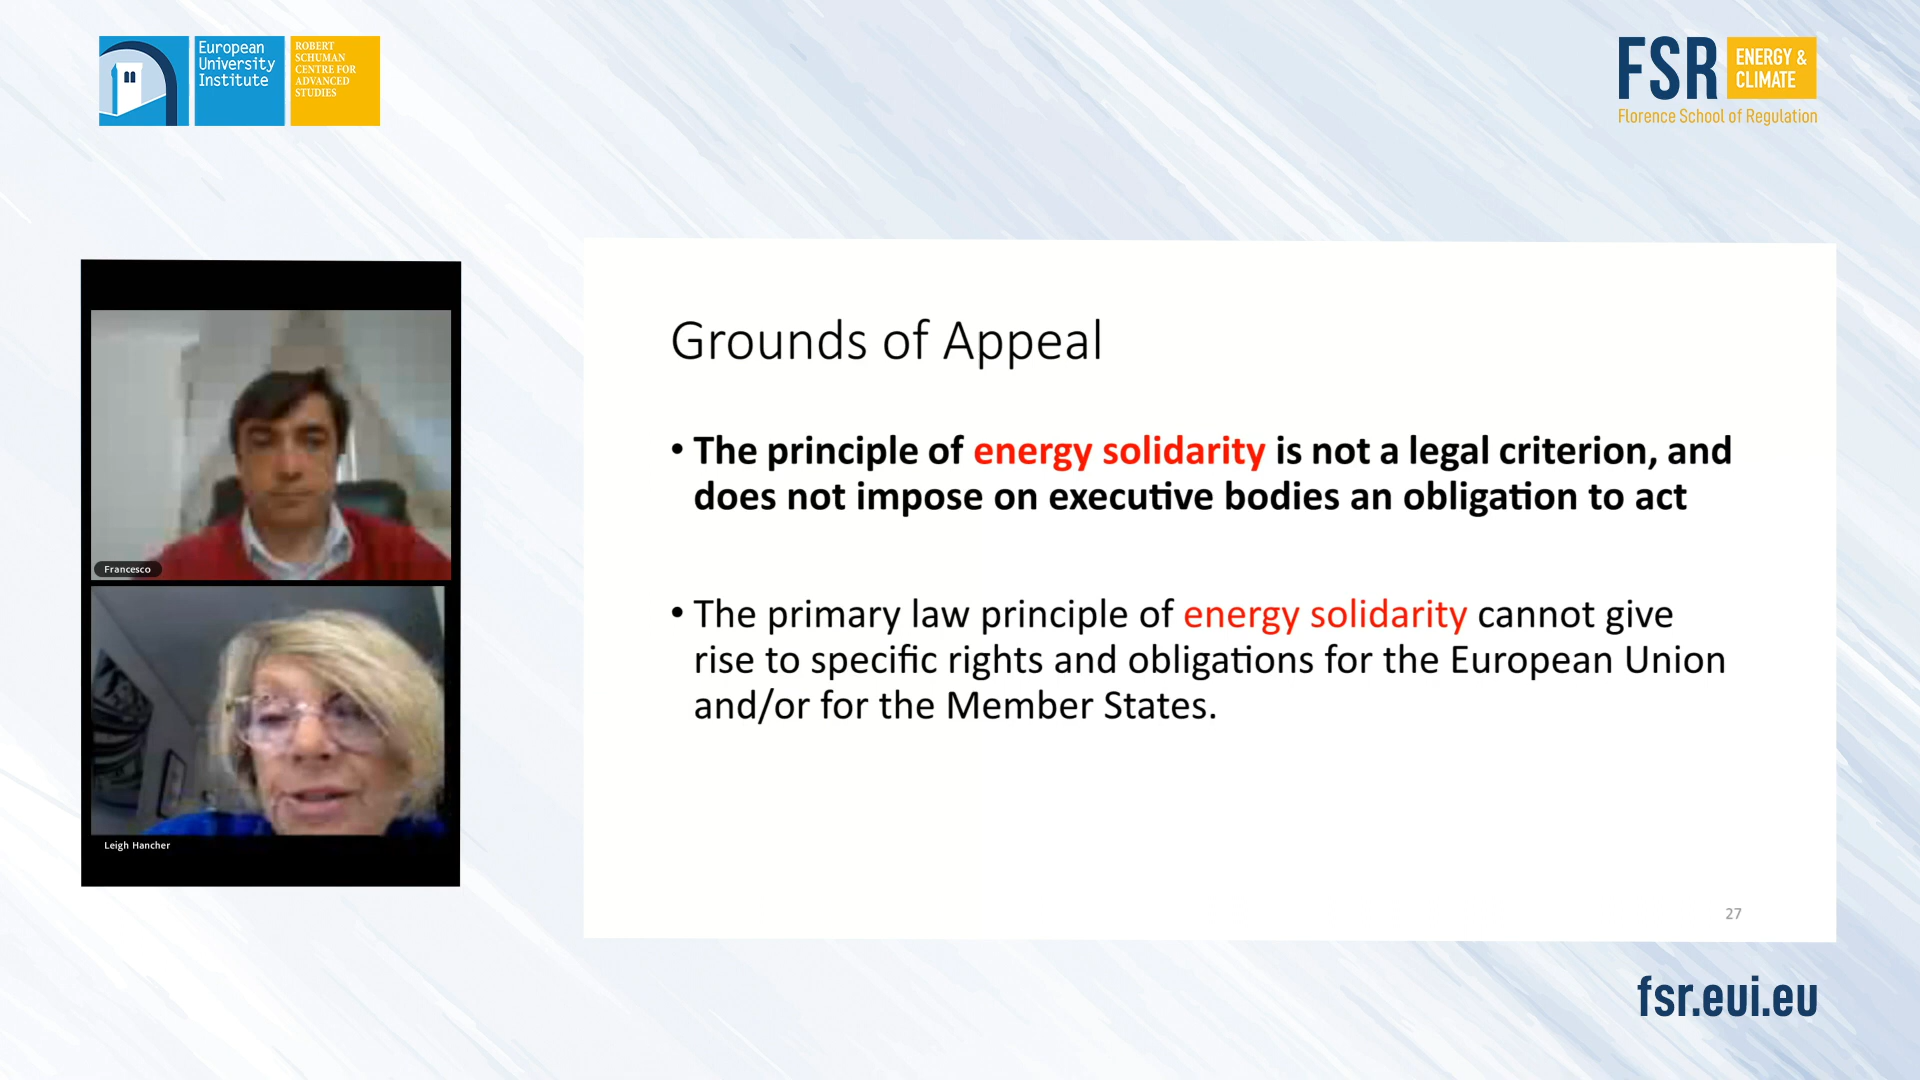 European
University
Institute
ROBERT
SCHUMAN
CENTRE FOR
ADVANCED
STUDIES
FSR
ENERGY &
CLIMATE
Florence School of Regulation
Francesco
Leigh Hancher
Grounds of Appeal
• The principle of energy solidarity is not a legal criterion, and
does not impose on executive bodies an obligation to act
• The primary law principle of energy solidarity cannot give
rise to specific rights and obligations for the European Union
and/or for the Member States.
27
fsr.eui.eu